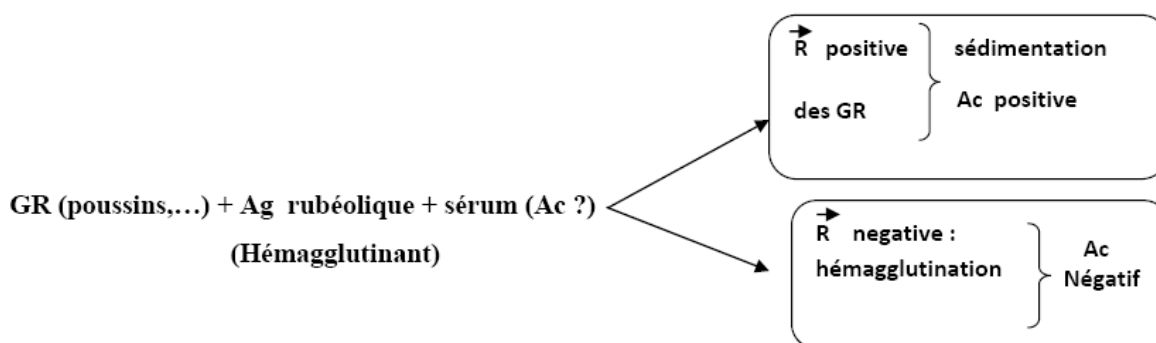 R positive
sédimentation
des GR
Ac positive
GR (poussins,…) + Ag rubéolique + sérum (Ac ?)
(Hémagglutinant)
R negative :
hémagglutination
Ac
Négatif